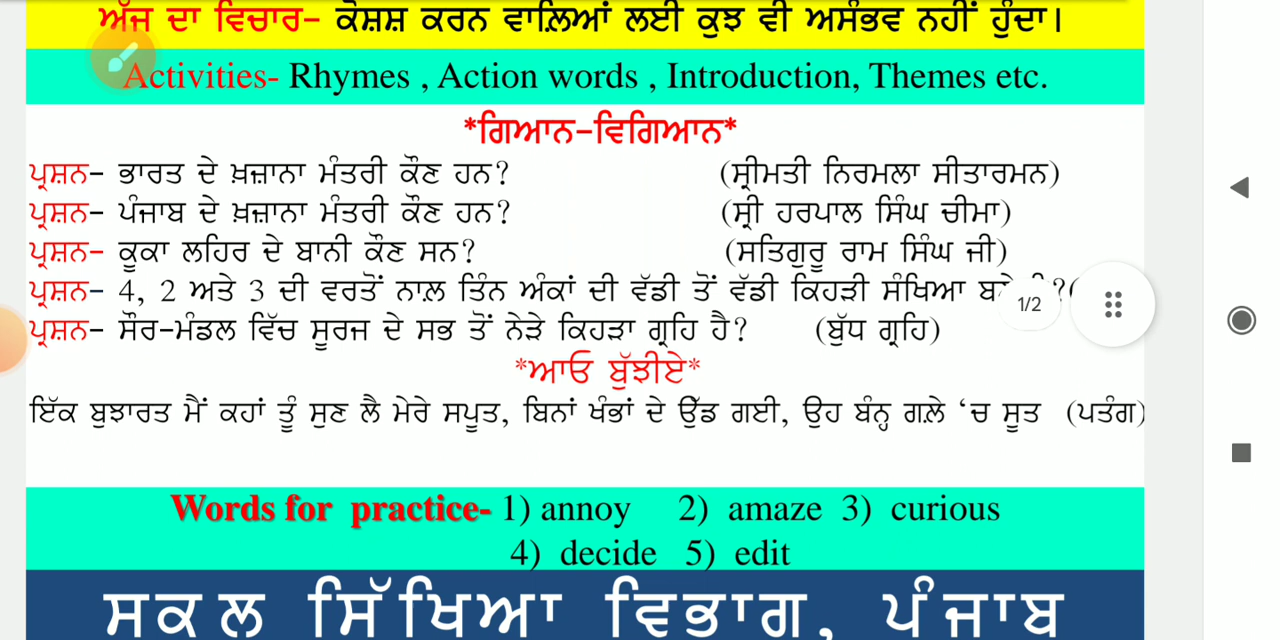 ਅੱਜ ਦਾ ਵਿਚਾਰ- ਕੋਸ਼ਸ਼ ਕਰਨ ਵਾਲ਼ਿਆਂ ਲਈ ਕੁਝ ਵੀ ਅਸੰਭਵ ਨਹੀਂ ਹੁੰਦਾ।
Activities- Rhymes , Action words , Introduction, Themes etc.
*ਗਿਆਨ-ਵਿਗਿਆਨ*
ਪ੍ਰਸ਼ਨ- ਭਾਰਤ ਦੇ ਖ਼ਜ਼ਾਨਾ ਮੰਤਰੀ ਕੌਣ ਹਨ? (ਸ੍ਰੀਮਤੀ ਨਿਰਮਲਾ ਸੀਤਾਰਮਨ)
ਪ੍ਰਸ਼ਨ- ਪੰਜਾਬ ਦੇ ਖ਼ਜ਼ਾਨਾ ਮੰਤਰੀ ਕੌਣ ਹਨ? (ਸ੍ਰੀ ਹਰਪਾਲ ਸਿੰਘ ਚੀਮਾ)
ਪ੍ਰਸ਼ਨ- ਕੂਕਾ ਲਹਿਰ ਦੇ ਬਾਨੀ ਕੌਣ ਸਨ? (ਸਤਿਗੁਰੂ ਰਾਮ ਸਿੰਘ ਜੀ)
ਪ੍ਰਸ਼ਨ- 4, 2 ਅਤੇ 3 ਦੀ ਵਰਤੋਂ ਨਾਲ਼ ਤਿੰਨ ਅੰਕਾਂ ਦੀ ਵੱਡੀ ਤੋਂ ਵੱਡੀ ਕਿਹੜੀ ਸੰਖਿਆ
1/2
ਪ੍ਰਸ਼ਨ- ਸੌਰ-ਮੰਡਲ ਵਿੱਚ ਸੂਰਜ ਦੇ ਸਭ ਤੋਂ ਨੇੜੇ ਕਿਹੜਾ ਗ੍ਰਹਿ ਹੈ? (ਬੁੱਧ ਗ੍ਰਹਿ)
*ਆਓ ਬੁੱਝੀਏ*
ਇੱਕ ਬੁਝਾਰਤ ਮੈਂ ਕਹਾਂ ਤੂੰ ਸੁਣ ਲੈ ਮੇਰੇ ਸਪੂਤ, ਬਿਨਾਂ ਖੰਭਾਂ ਦੇ ਉੱਡ ਗਈ, ਉਹ ਬੰਨ੍ਹ ਗਲ਼ੇ ‘ਚ ਸੂਤ (ਪਤੰਗ)
Words for practice- 1) annoy 2) amaze 3) curious
4) decide 5) edit
ਸਿੱਖਿਆ ਵਿਭਾਗ, ਪੰਜਾਬ